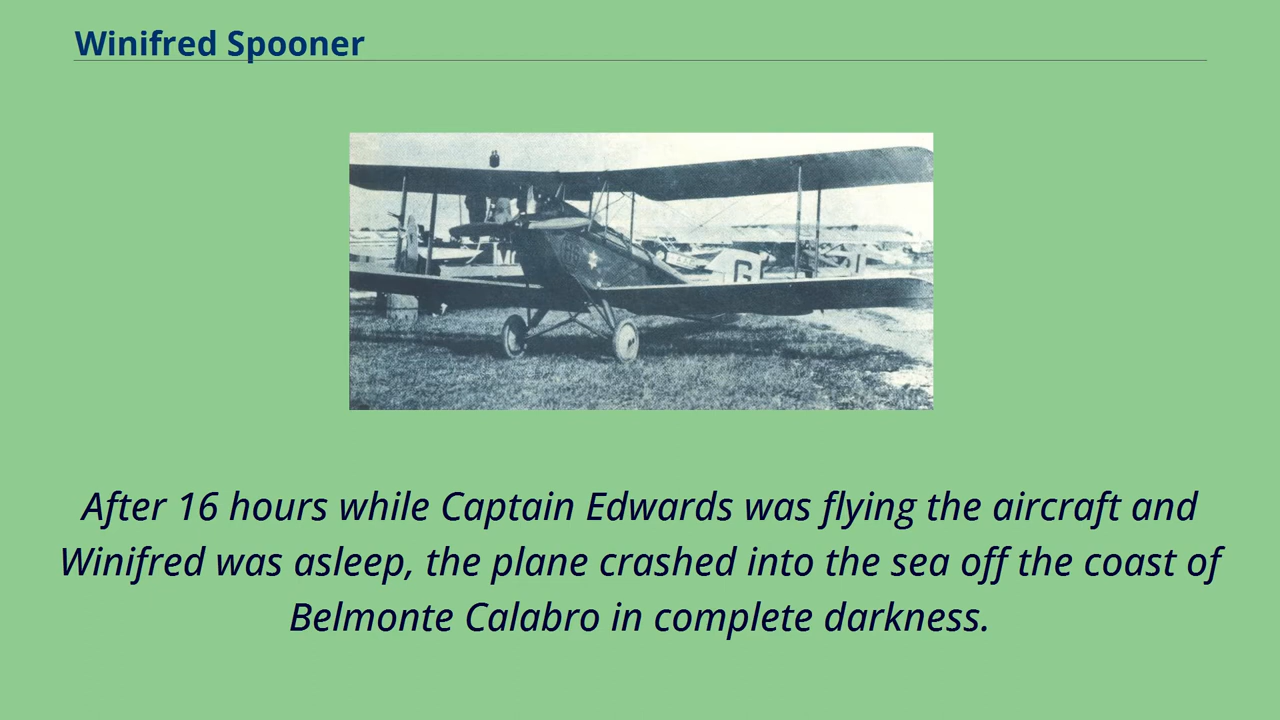 Winifred Spooner
G
After 16 hours while Captain Edwards was flying the aircraft and
Winifred was asleep, the plane crashed into the sea off the coast of
Belmonte Calabro in complete darkness.